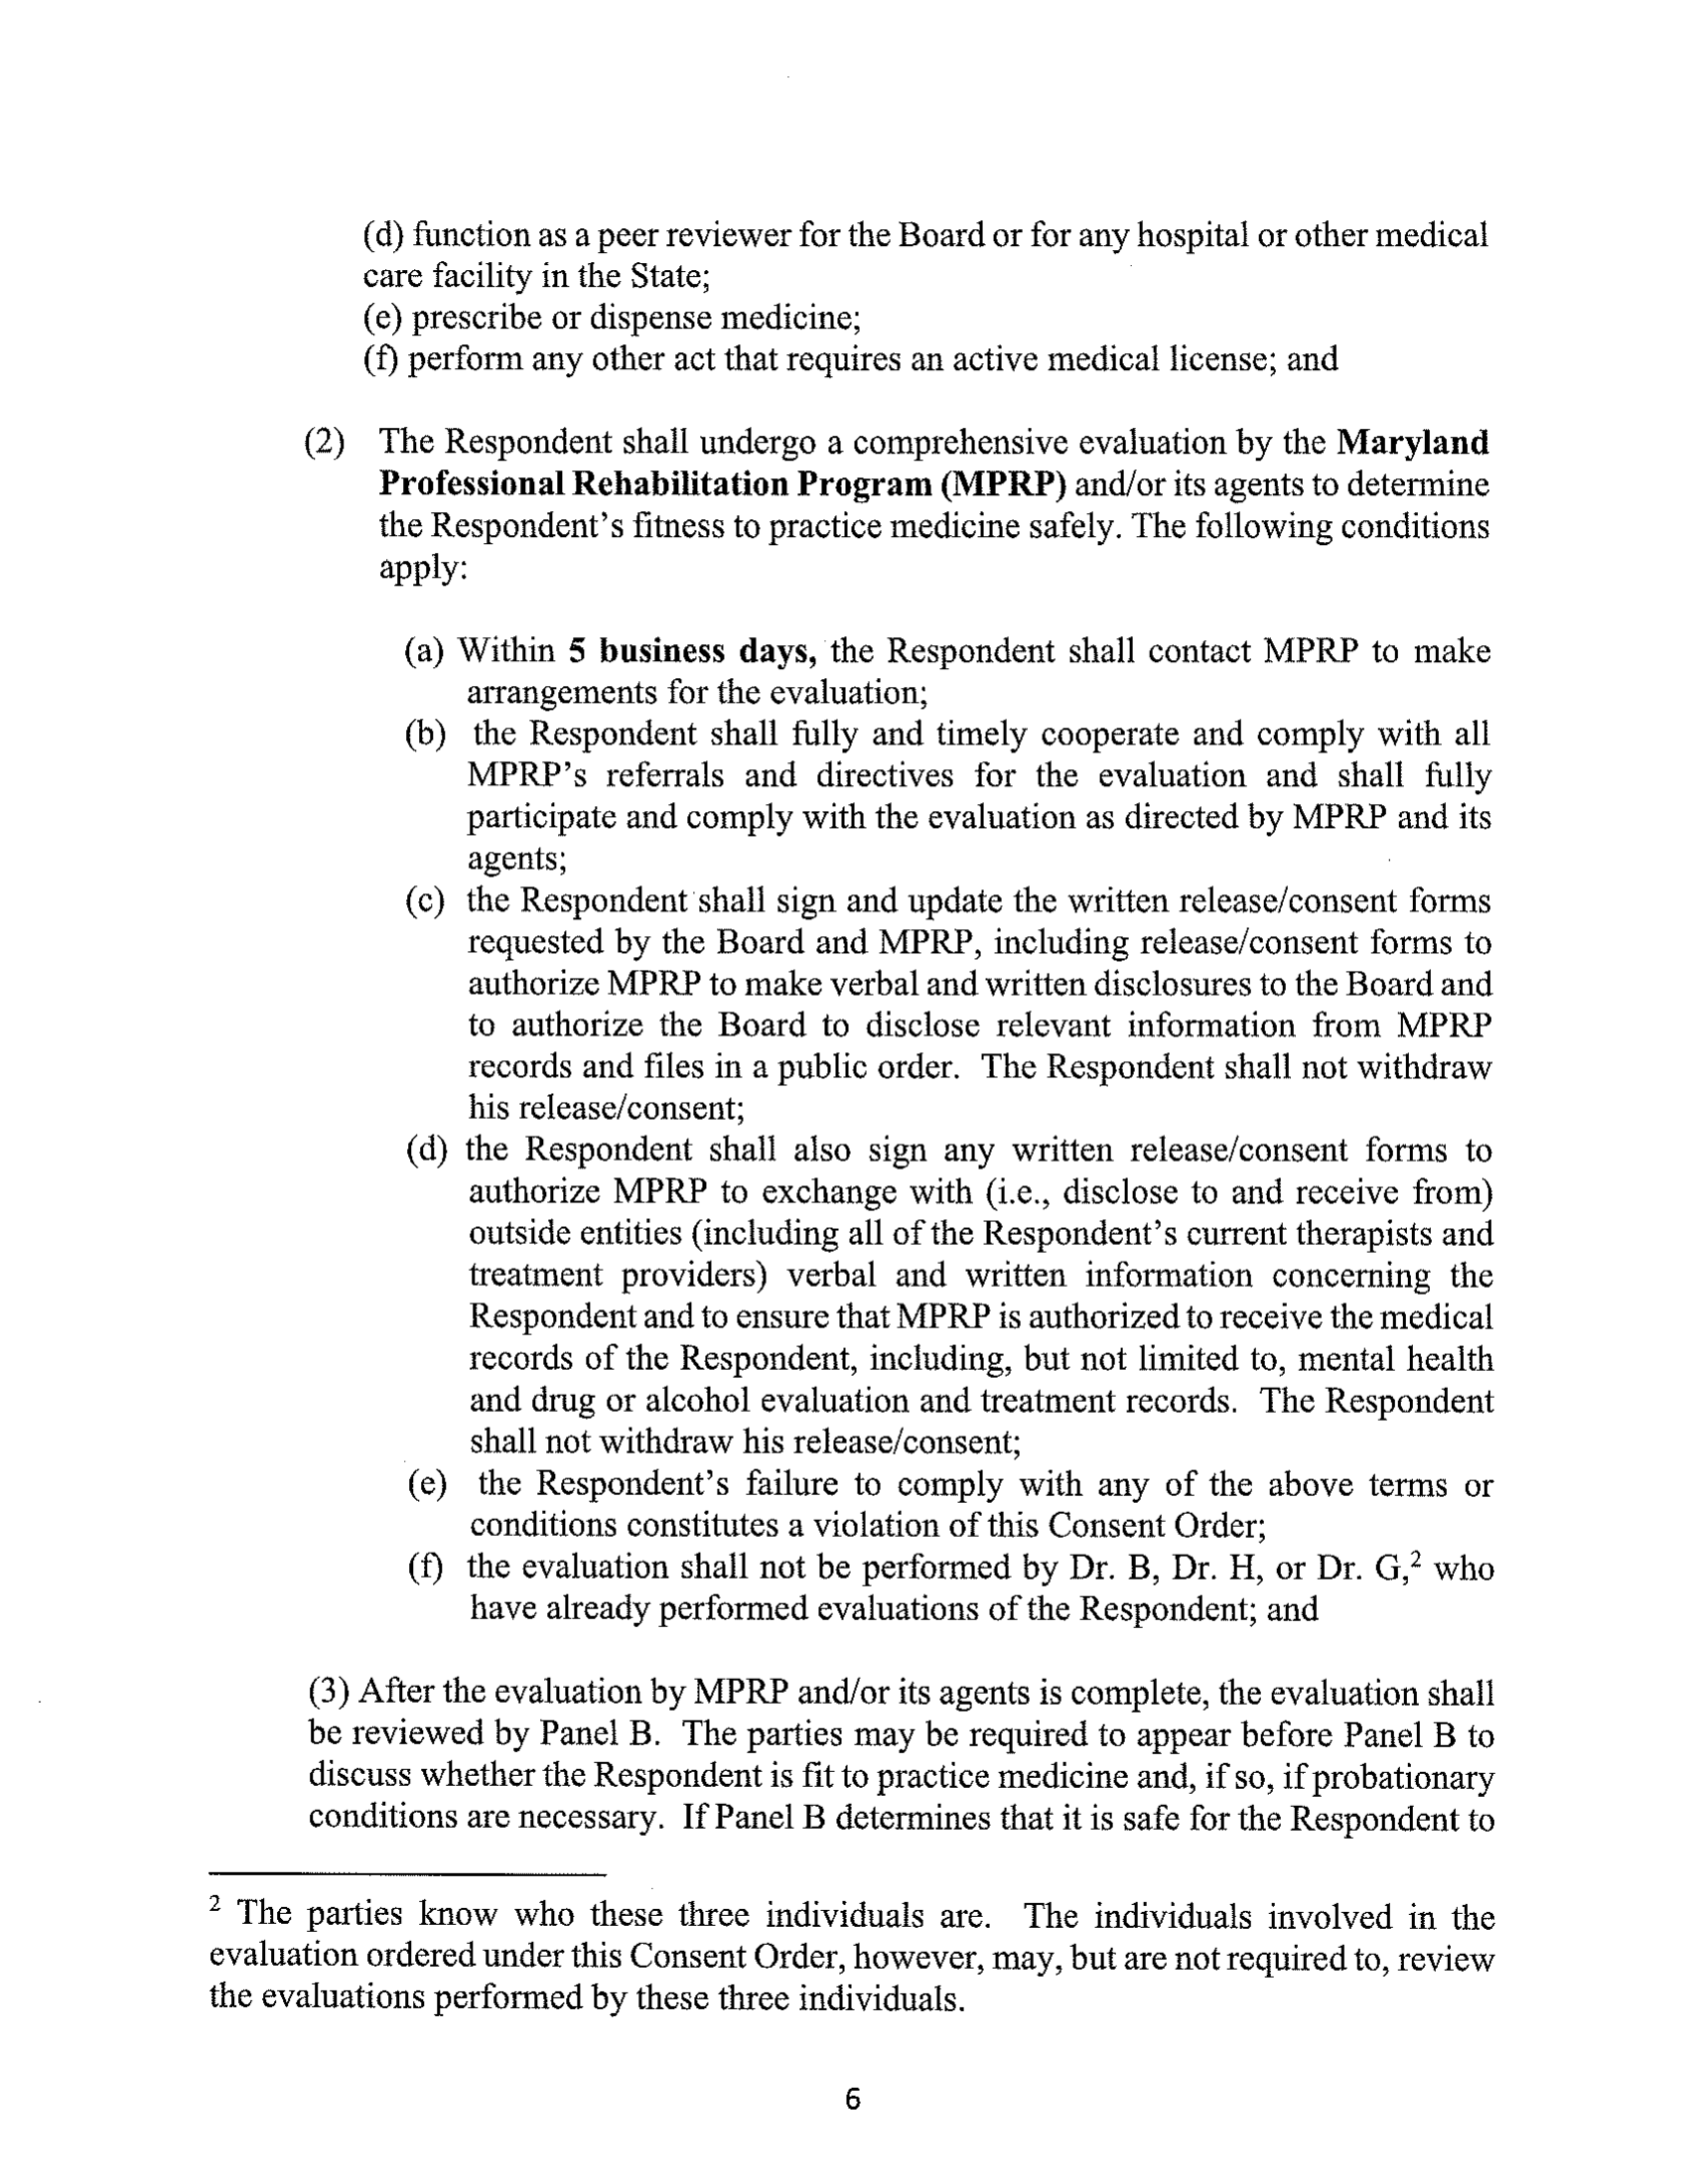 (d) function as a peer reviewer for the Board or for any hospital or other medical
care facility in the State;
(e) prescribe or dispense medicine;
(f) perform any other act that requires an active medical license; and
(2) The Respondent shall undergo a comprehensive evaluation by the Maryland
Professional Rehabilitation Program (MPRP) and/or its agents to determine
the Respondent's fitness to practice medicine safely. The following conditions
apply:
(a) Within 5 business days, the Respondent shall contact MPRP to make
arrangements for the evaluation;
(b) the Respondent shall fully and timely cooperate and comply with all
MPRP's referrals and directives for the evaluation and shall fully
participate and comply with the evaluation as directed by MPRP and its
agents;
(c) the Respondent shall sign and update the written release/consent forms
requested by the Board and MPRP, including release/consent forms to
authorize MPRP to make verbal and written disclosures to the Board and
to authorize the Board to disclose relevant information from MPRP
records and files in a public order. The Respondent shall not withdraw
his release/consent;
(d) the Respondent shall also sign any written release/consent forms to
authorize MPRP to exchange with (i.e., disclose to and receive from)
outside entities (including all of the Respondent's current therapists and
treatment providers) verbal and written information concerning the
Respondent and to ensure that MPRP is authorized to receive the medical
records of the Respondent, including, but not limited to, mental health
and drug or alcohol evaluation and treatment records. The Respondent
shall not withdraw his release/consent;
(e) the Respondent's failure to comply with any of the above terms or
conditions constitutes a violation of this Consent Order;
(f) the evaluation shall not be performed by Dr. B, Dr. H, or Dr. G,² who
have already performed evaluations of the Respondent; and
(3) After the evaluation by MPRP and/or its agents is complete, the evaluation shall
be reviewed by Panel B. The parties may be required to appear before Panel B to
discuss whether the Respondent is fit to practice medicine and, if so, if probationary
conditions are necessary. If Panel B determines that it is safe for the Respondent to
² The parties know who these three individuals are. The individuals involved in the
evaluation ordered under this Consent Order, however, may, but are not required to, review
the evaluations performed by these three individuals.
6